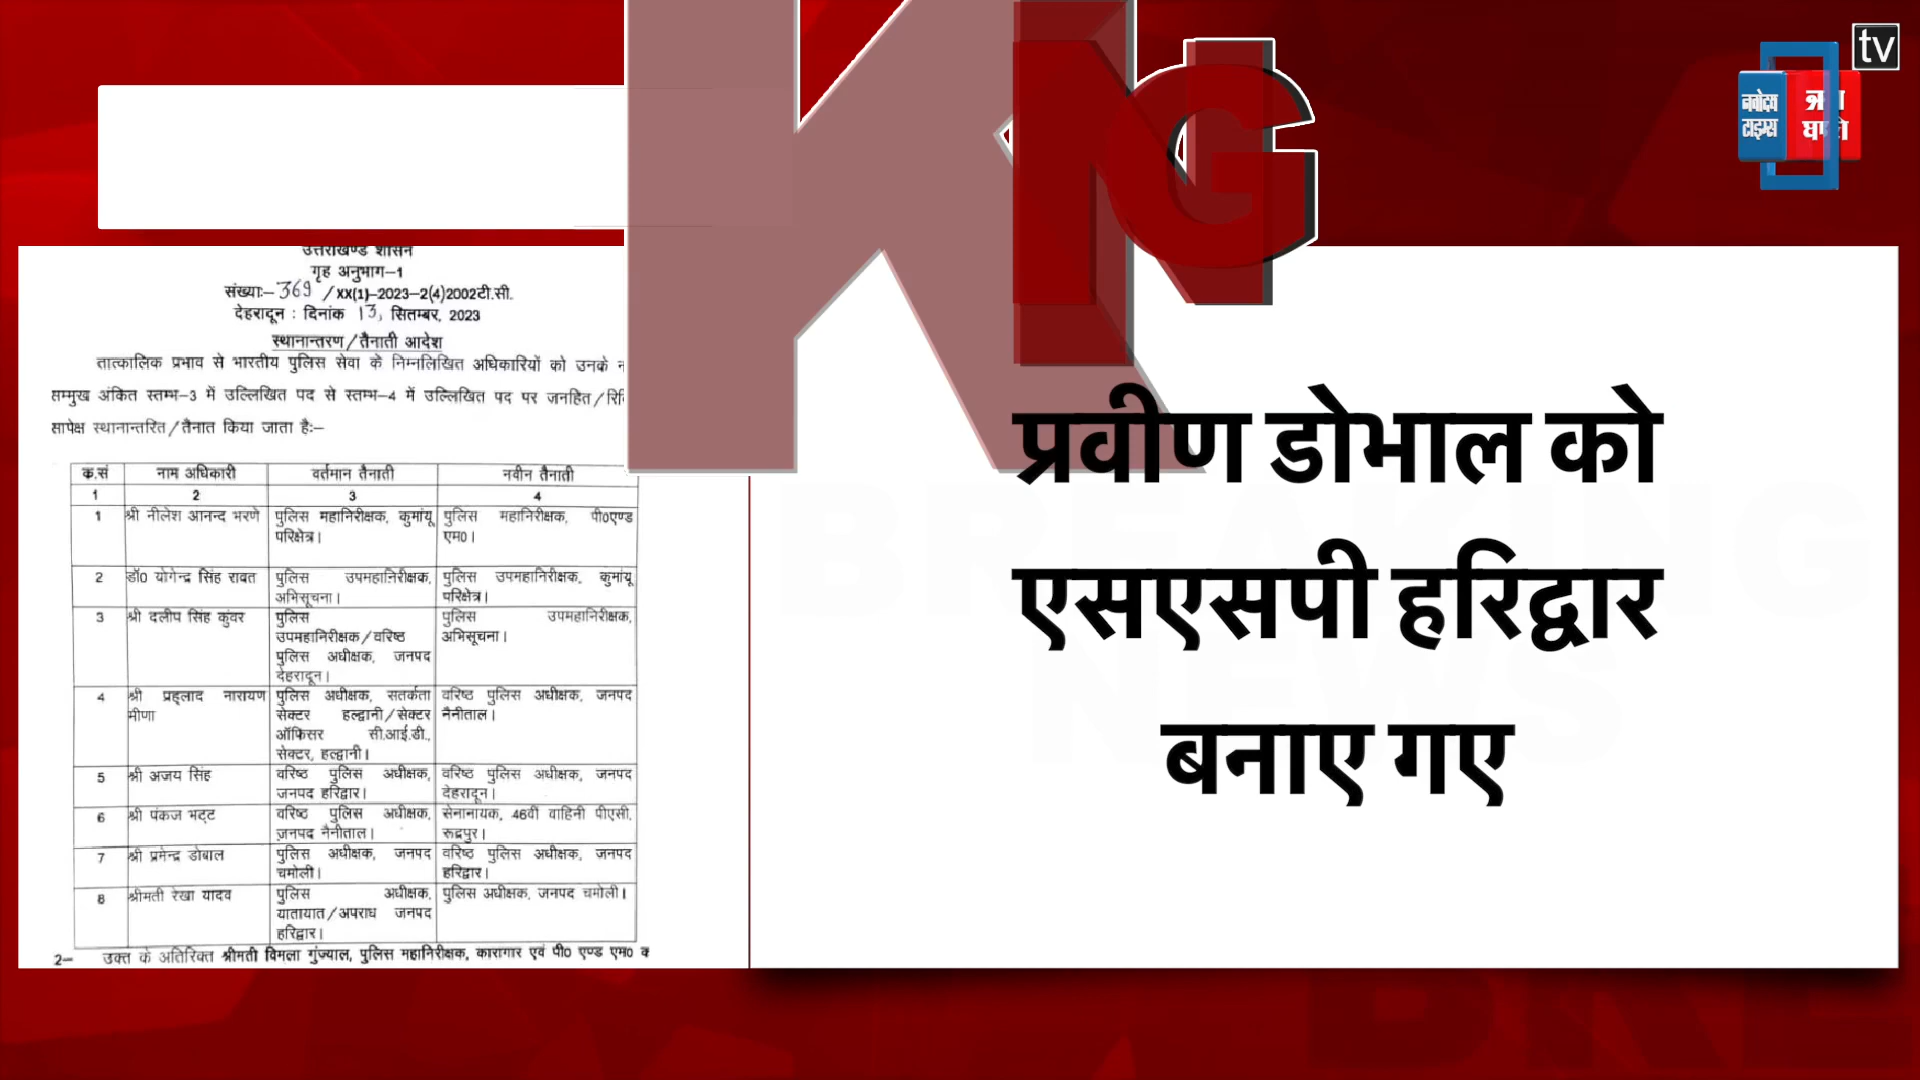 tv
नवोदय
टाइम्स
KNG
उत्तराखण्ड शासन
गृह अनुभाग–1
संख्याः– 369 /XX(1)–2023–2(4)2002टी.सी.
देहरादून : दिनांक 13, सितम्बर, 2023
स्थानान्तरण/तैनाती आदेश
तात्कालिक प्रभाव से भारतीय पुलिस सेवा के निम्नलिखित अधिकारियों को उनके
सम्मुख अंकित स्तम्भ–3 में उल्लिखित पद से स्तम्भ–4 में उल्लिखित पद पर जनहित/
सापेक्ष स्थानान्तरित/तैनात किया जाता हैः–
क.सं नाम अधिकारी वर्तमान तैनाती नवीन तैनाती
1 2 3 4
1 श्री नीलेश आनन्द भरणे पुलिस महानिरीक्षक, कुमांयू पुलिस महानिरीक्षक, पी0एण्ड
परिक्षेत्र। एम0।
2 डॉ0 योगेन्द्र सिंह रावत पुलिस उपमहानिरीक्षक, पुलिस उपमहानिरीक्षक, कुमांयू
अभिसूचना। परिक्षेत्र।
3 श्री दलीप सिंह कुंवर पुलिस पुलिस उपमहानिरीक्षक,
उपमहानिरीक्षक/वरिष्ठ अभिसूचना।
पुलिस अधीक्षक, जनपद
देहरादून।
4 श्री प्रहलाद नारायण पुलिस अधीक्षक, सतर्कता वरिष्ठ पुलिस अधीक्षक, जनपद
मीणा सेक्टर हल्द्वानी/सेक्टर नैनीताल।
ऑफिसर सी.आई.डी.,
सेक्टर, हल्द्वानी।
5 श्री अजय सिंह वरिष्ठ पुलिस अधीक्षक, वरिष्ठ पुलिस अधीक्षक, जनपद
जनपद हरिद्वार। देहरादून।
6 श्री पंकज भट्ट वरिष्ठ पुलिस अधीक्षक, सेनानायक, 46वीं वाहिनी पीएसी,
जनपद नैनीताल। रूद्रपुर।
7 श्री प्रमेन्द्र डोबाल पुलिस अधीक्षक, जनपद वरिष्ठ पुलिस अधीक्षक, जनपद
चमोली। हरिद्वार।
8 श्रीमती रेखा यादव पुलिस अधीक्षक, पुलिस अधीक्षक, जनपद चमोली।
यातायात/अपराध जनपद
हरिद्वार।
2– उक्त के अतिरिक्त श्रीमती विमला गुंज्याल, पुलिस महानिरीक्षक, कारागार एवं पी0 एण्ड एम0
प्रवीण डोभाल को
एसएसपी हरिद्वार
बनाए गए
BREAKING
NEWS
BRE